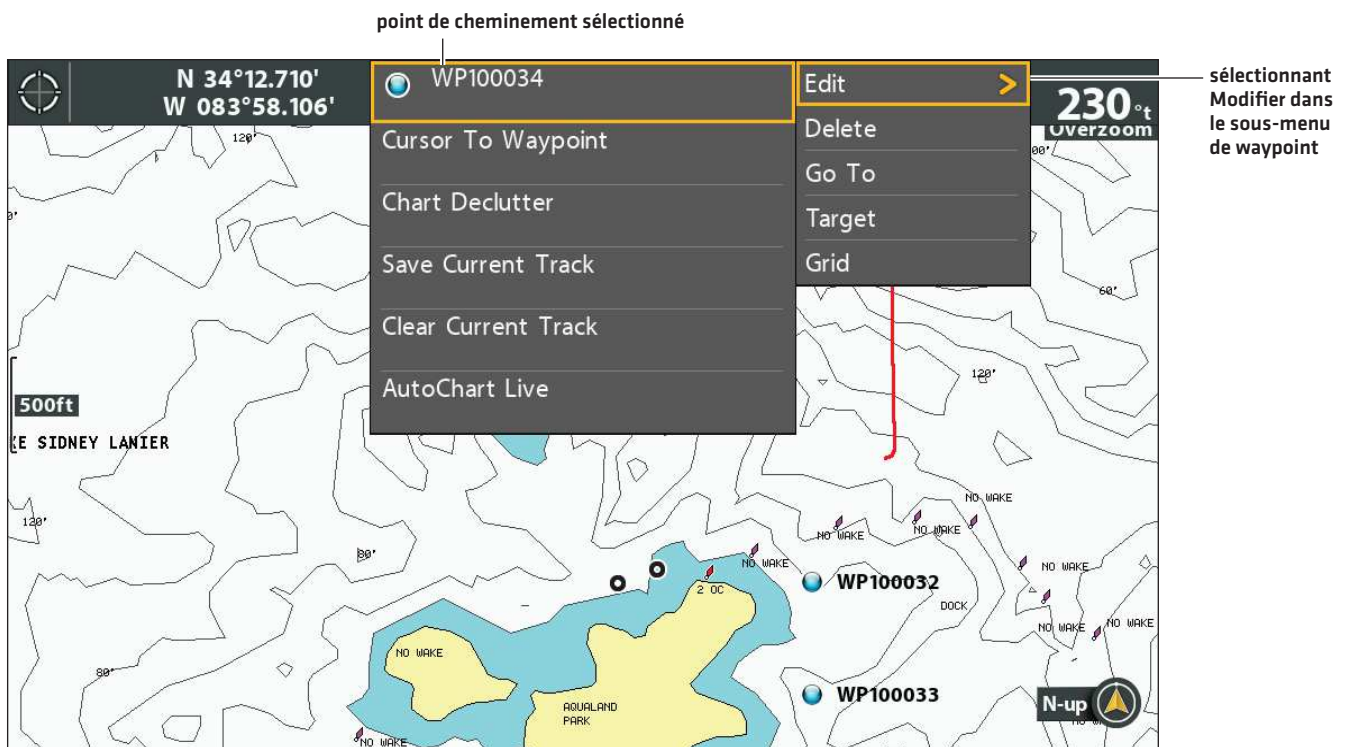 point de cheminement sélectionné
N 34°12.710'
W 083°58.106'
WP100034
Cursor To Waypoint
Chart Declutter
Save Current Track
Clear Current Track
AutoChart Live
Edit
Delete
Go To
Target
Grid
230°t
Overzoom
sélectionnant
Modifier dans
le sous-menu
de waypoint
120'
60'
120'
500ft
KE SIDNEY LANIER
120'
80'
NO WAKE
NO WAKE
NO WAKE
NO WAKE
NO WAKE
2 OC
WP100032
DOCK
NO WAKE
NO WAKE
NO WAKE
80'
WP100033
AQUALAND
PARK
N-up
NO WAKE